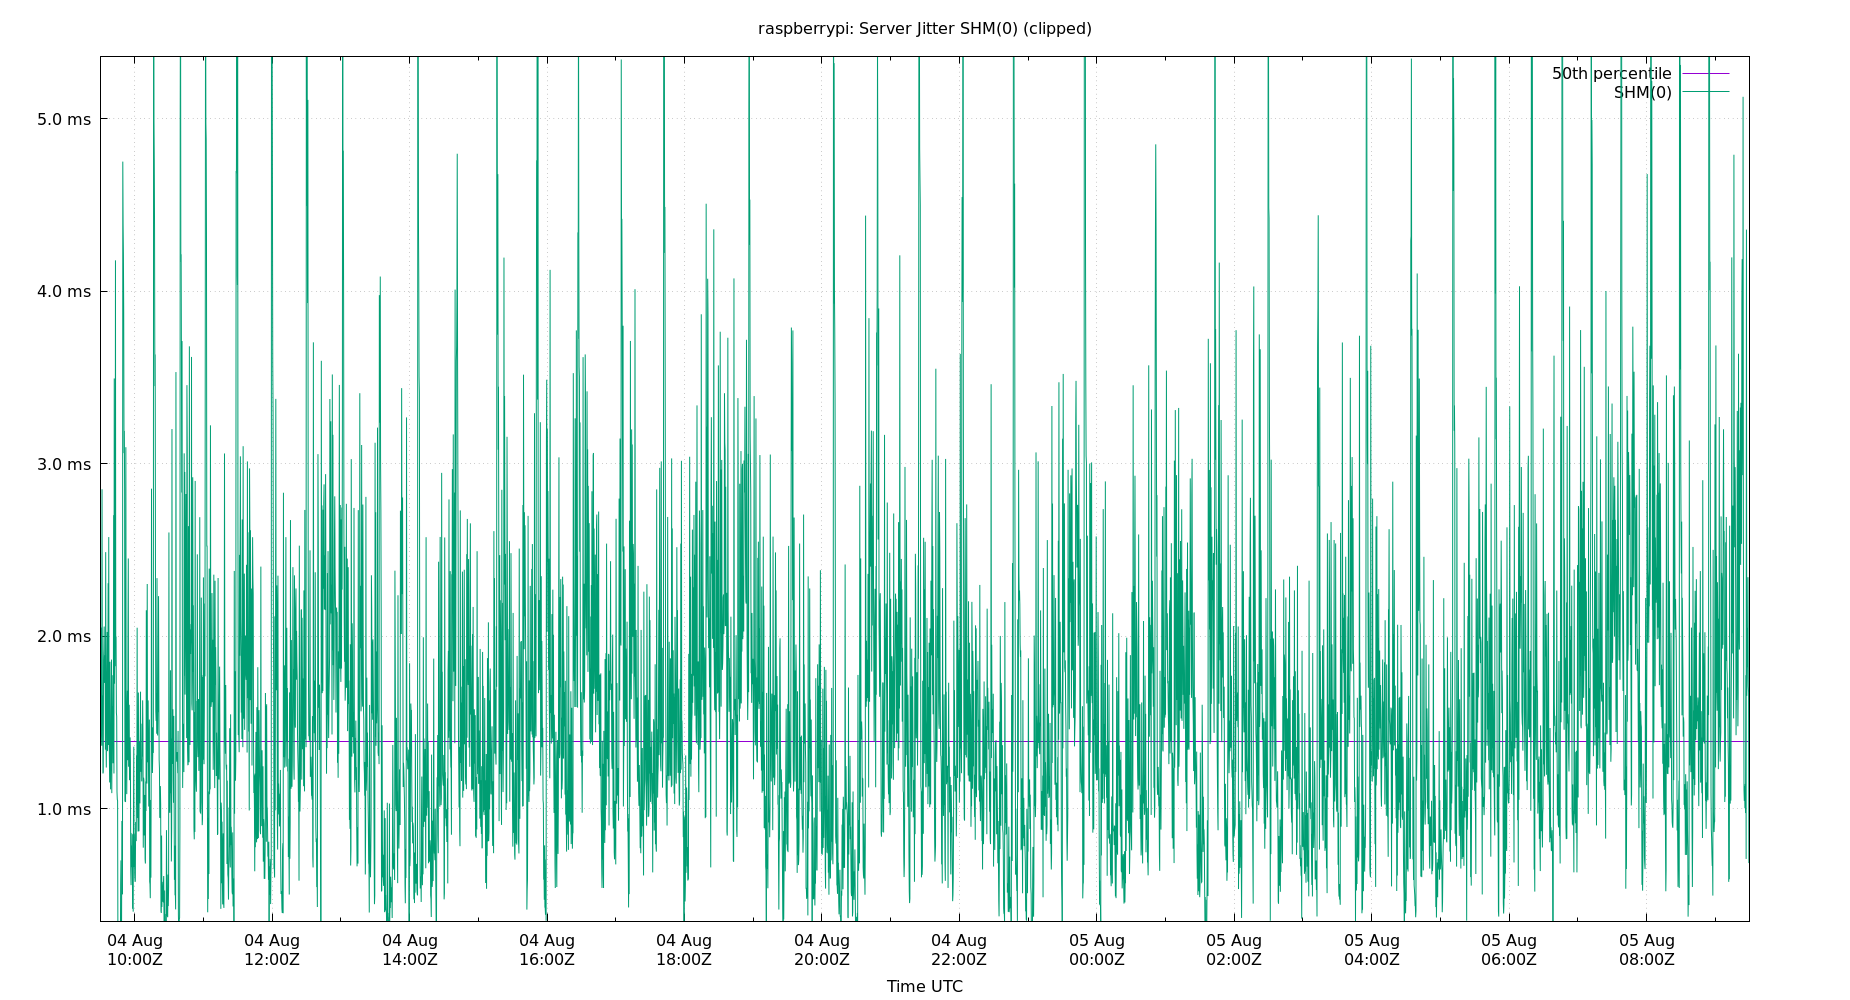 raspberrypi: Server Jitter SHM(0) (clipped)
50th percentile
SHM(0)
5.0 ms
4.0 ms
3.0 ms
2.0 ms
1.0 ms
04 Aug 04 Aug 04 Aug 04 Aug 04 Aug 04 Aug 04 Aug 05 Aug 05 Aug 05 Aug 05 Aug 05 Aug
10:00Z 12:00Z 14:00Z 16:00Z 18:00Z 20:00Z 22:00Z 00:00Z 02:00Z 04:00Z 06:00Z 08:00Z
Time UTC